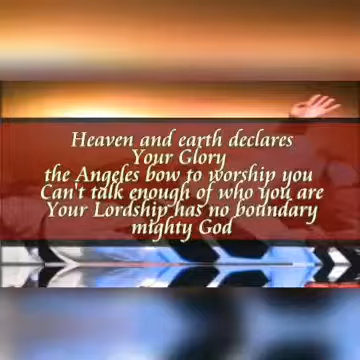 Heaven and earth declares
Your Glory
the Angeles bow to worship you
Can't talk enough of who you are
Your Lordship has no boundary
mighty God